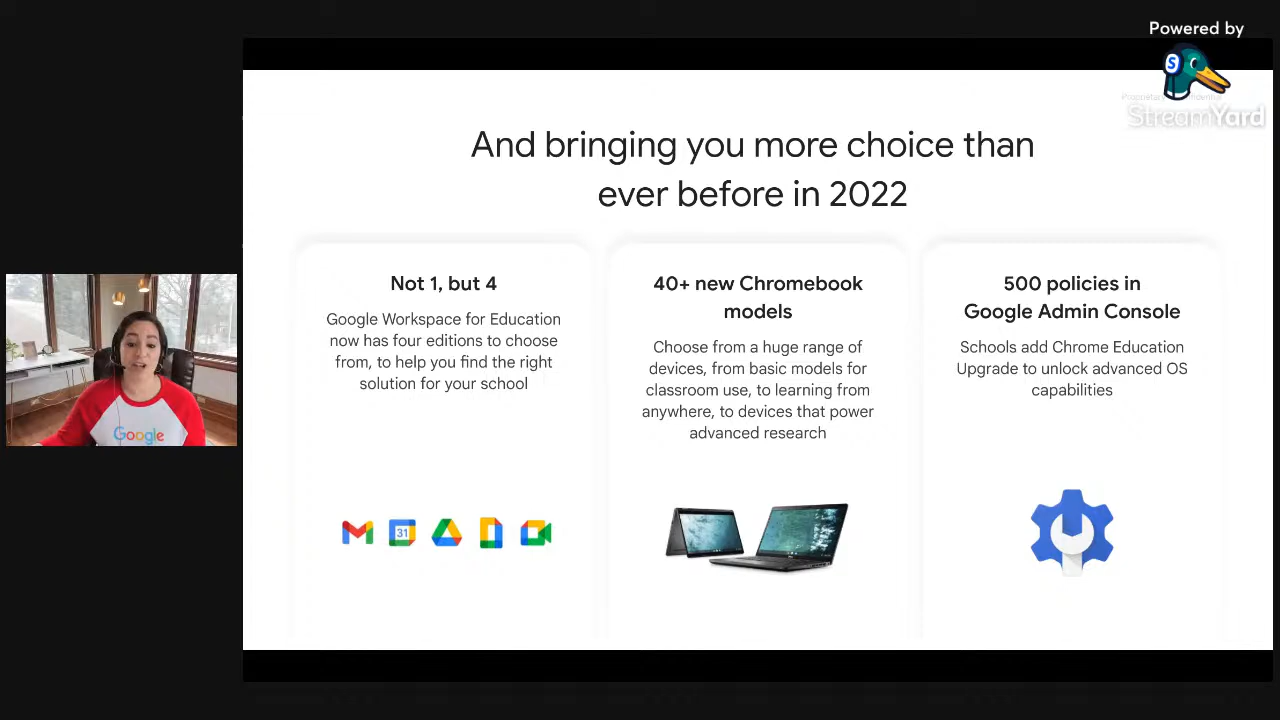 Powered by
StreamYard
And bringing you more choice than
ever before in 2022
Not 1, but 4
Google Workspace for Education
now has four editions to choose
from, to help you find the right
solution for your school
31
40+ new Chromebook
models
Choose from a huge range of
devices, from basic models for
classroom use, to learning from
anywhere, to devices that power
advanced research
500 policies in
Google Admin Console
Schools add Chrome Education
Upgrade to unlock advanced OS
capabilities
Google